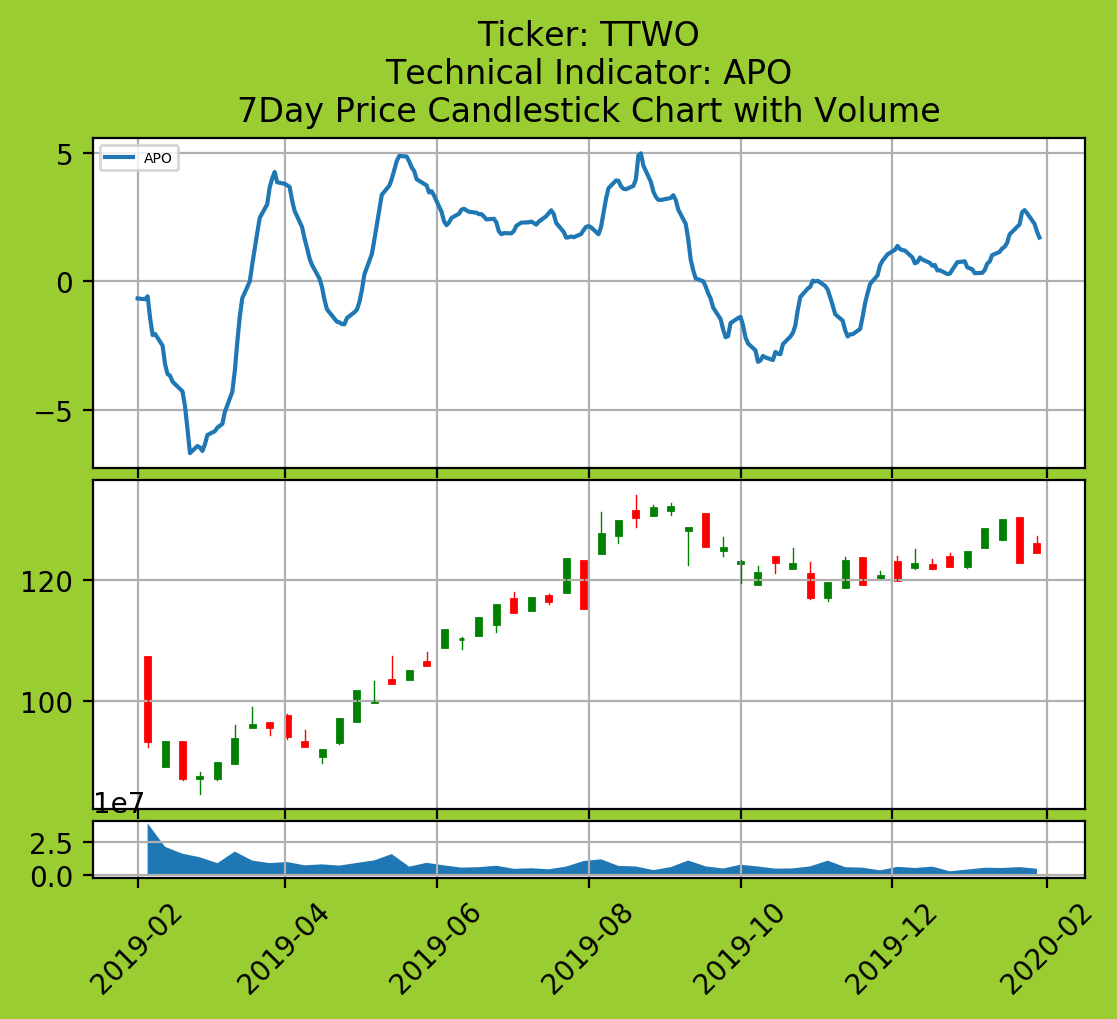 Ticker: TTWO
Technical Indicator: APO
7Day Price Candlestick Chart with Volume
APO
5
0
−5
120
100
1e7
2.5
0.0
2019-02
2019-04
2019-06
2019-08
2019-10
2019-12
2020-02